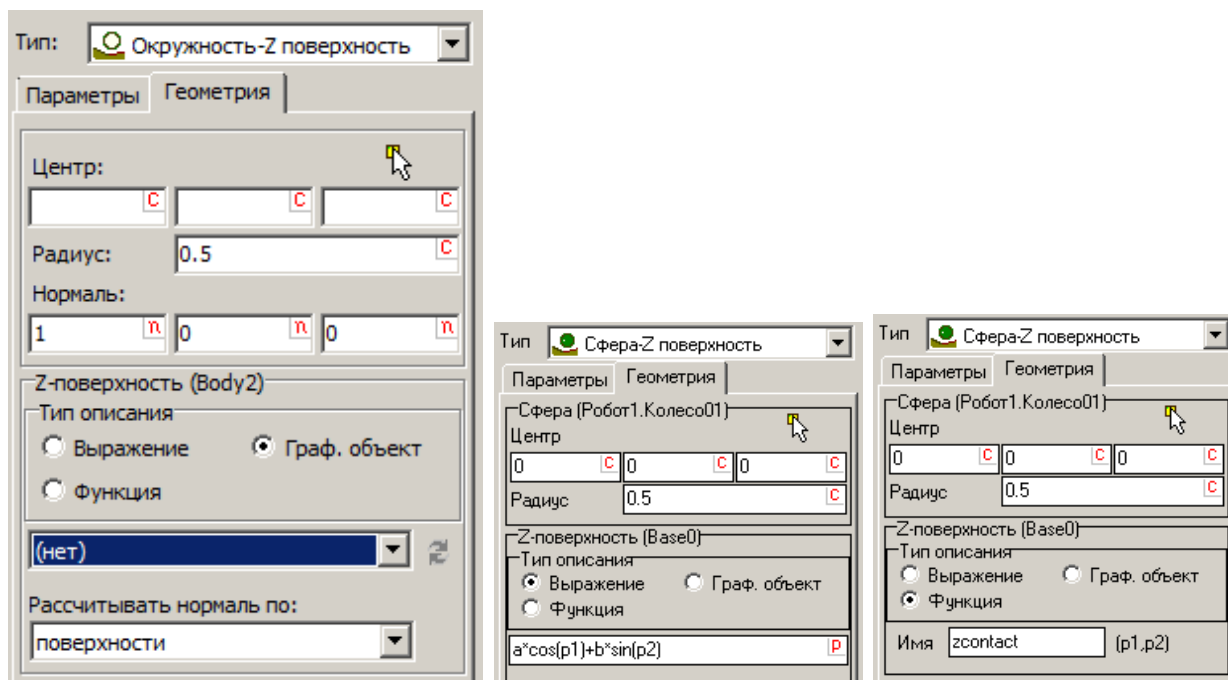 Тип: Окружность-Z поверхность
Параметры Геометрия
Центр:
C C C
Радиус: 0.5 C
Нормаль:
1 n 0 n 0 n
Z-поверхность (Body2)
Тип описания
Выражение Граф. объект
Функция
(нет)
Рассчитывать нормаль по:
поверхности
Тип Сфера-Z поверхность
Параметры Геометрия
Сфера (Робот1.Колесо01)
Центр
0 C 0 C 0 C
Радиус 0.5 C
Z-поверхность (Base0)
Тип описания
Выражение Граф. объект
Функция
a*cos(p1)+b*sin(p2) P
Тип Сфера-Z поверхность
Параметры Геометрия
Сфера (Робот1.Колесо01)
Центр
0 C 0 C 0 C
Радиус 0.5 C
Z-поверхность (Base0)
Тип описания
Выражение Граф. объект
Функция
Имя zcontact (p1,p2)